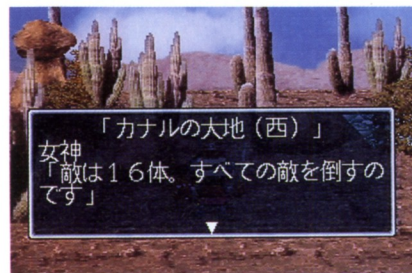 「カナルの大地（西）」
女神
「敵は１６体。すべての敵を倒すの
です」